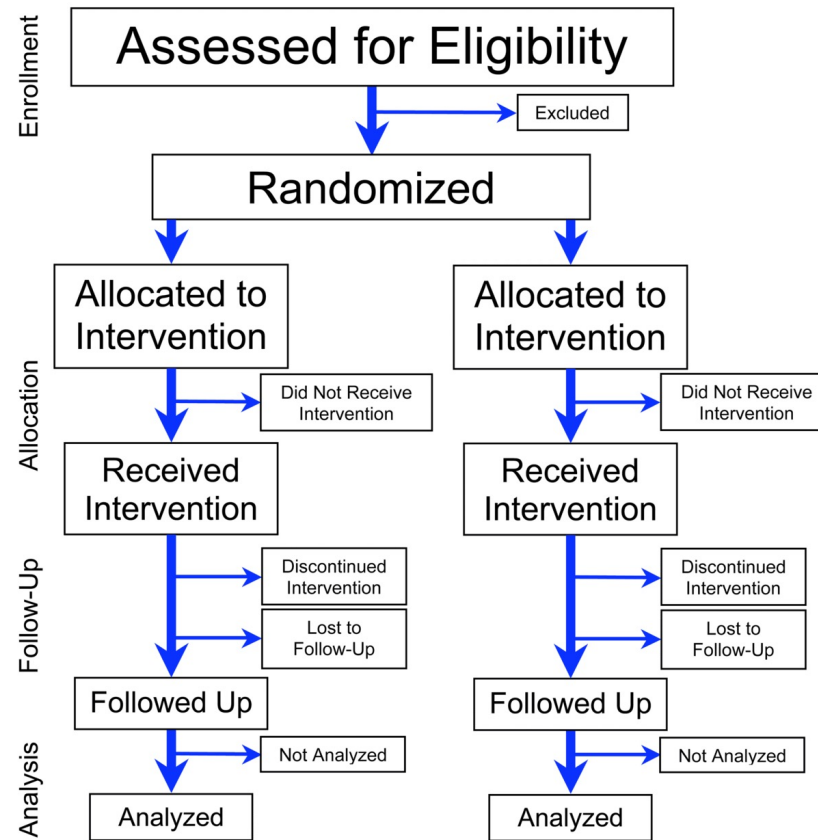 Enrollment
Assessed for Eligibility
Excluded
Randomized
Allocated to
Intervention
Allocated to
Intervention
Allocation
Did Not Receive
Intervention
Did Not Receive
Intervention
Received
Intervention
Received
Intervention
Follow-Up
Discontinued
Intervention
Discontinued
Intervention
Lost to
Follow-Up
Lost to
Follow-Up
Followed Up
Followed Up
Analysis
Not Analyzed
Not Analyzed
Analyzed
Analyzed